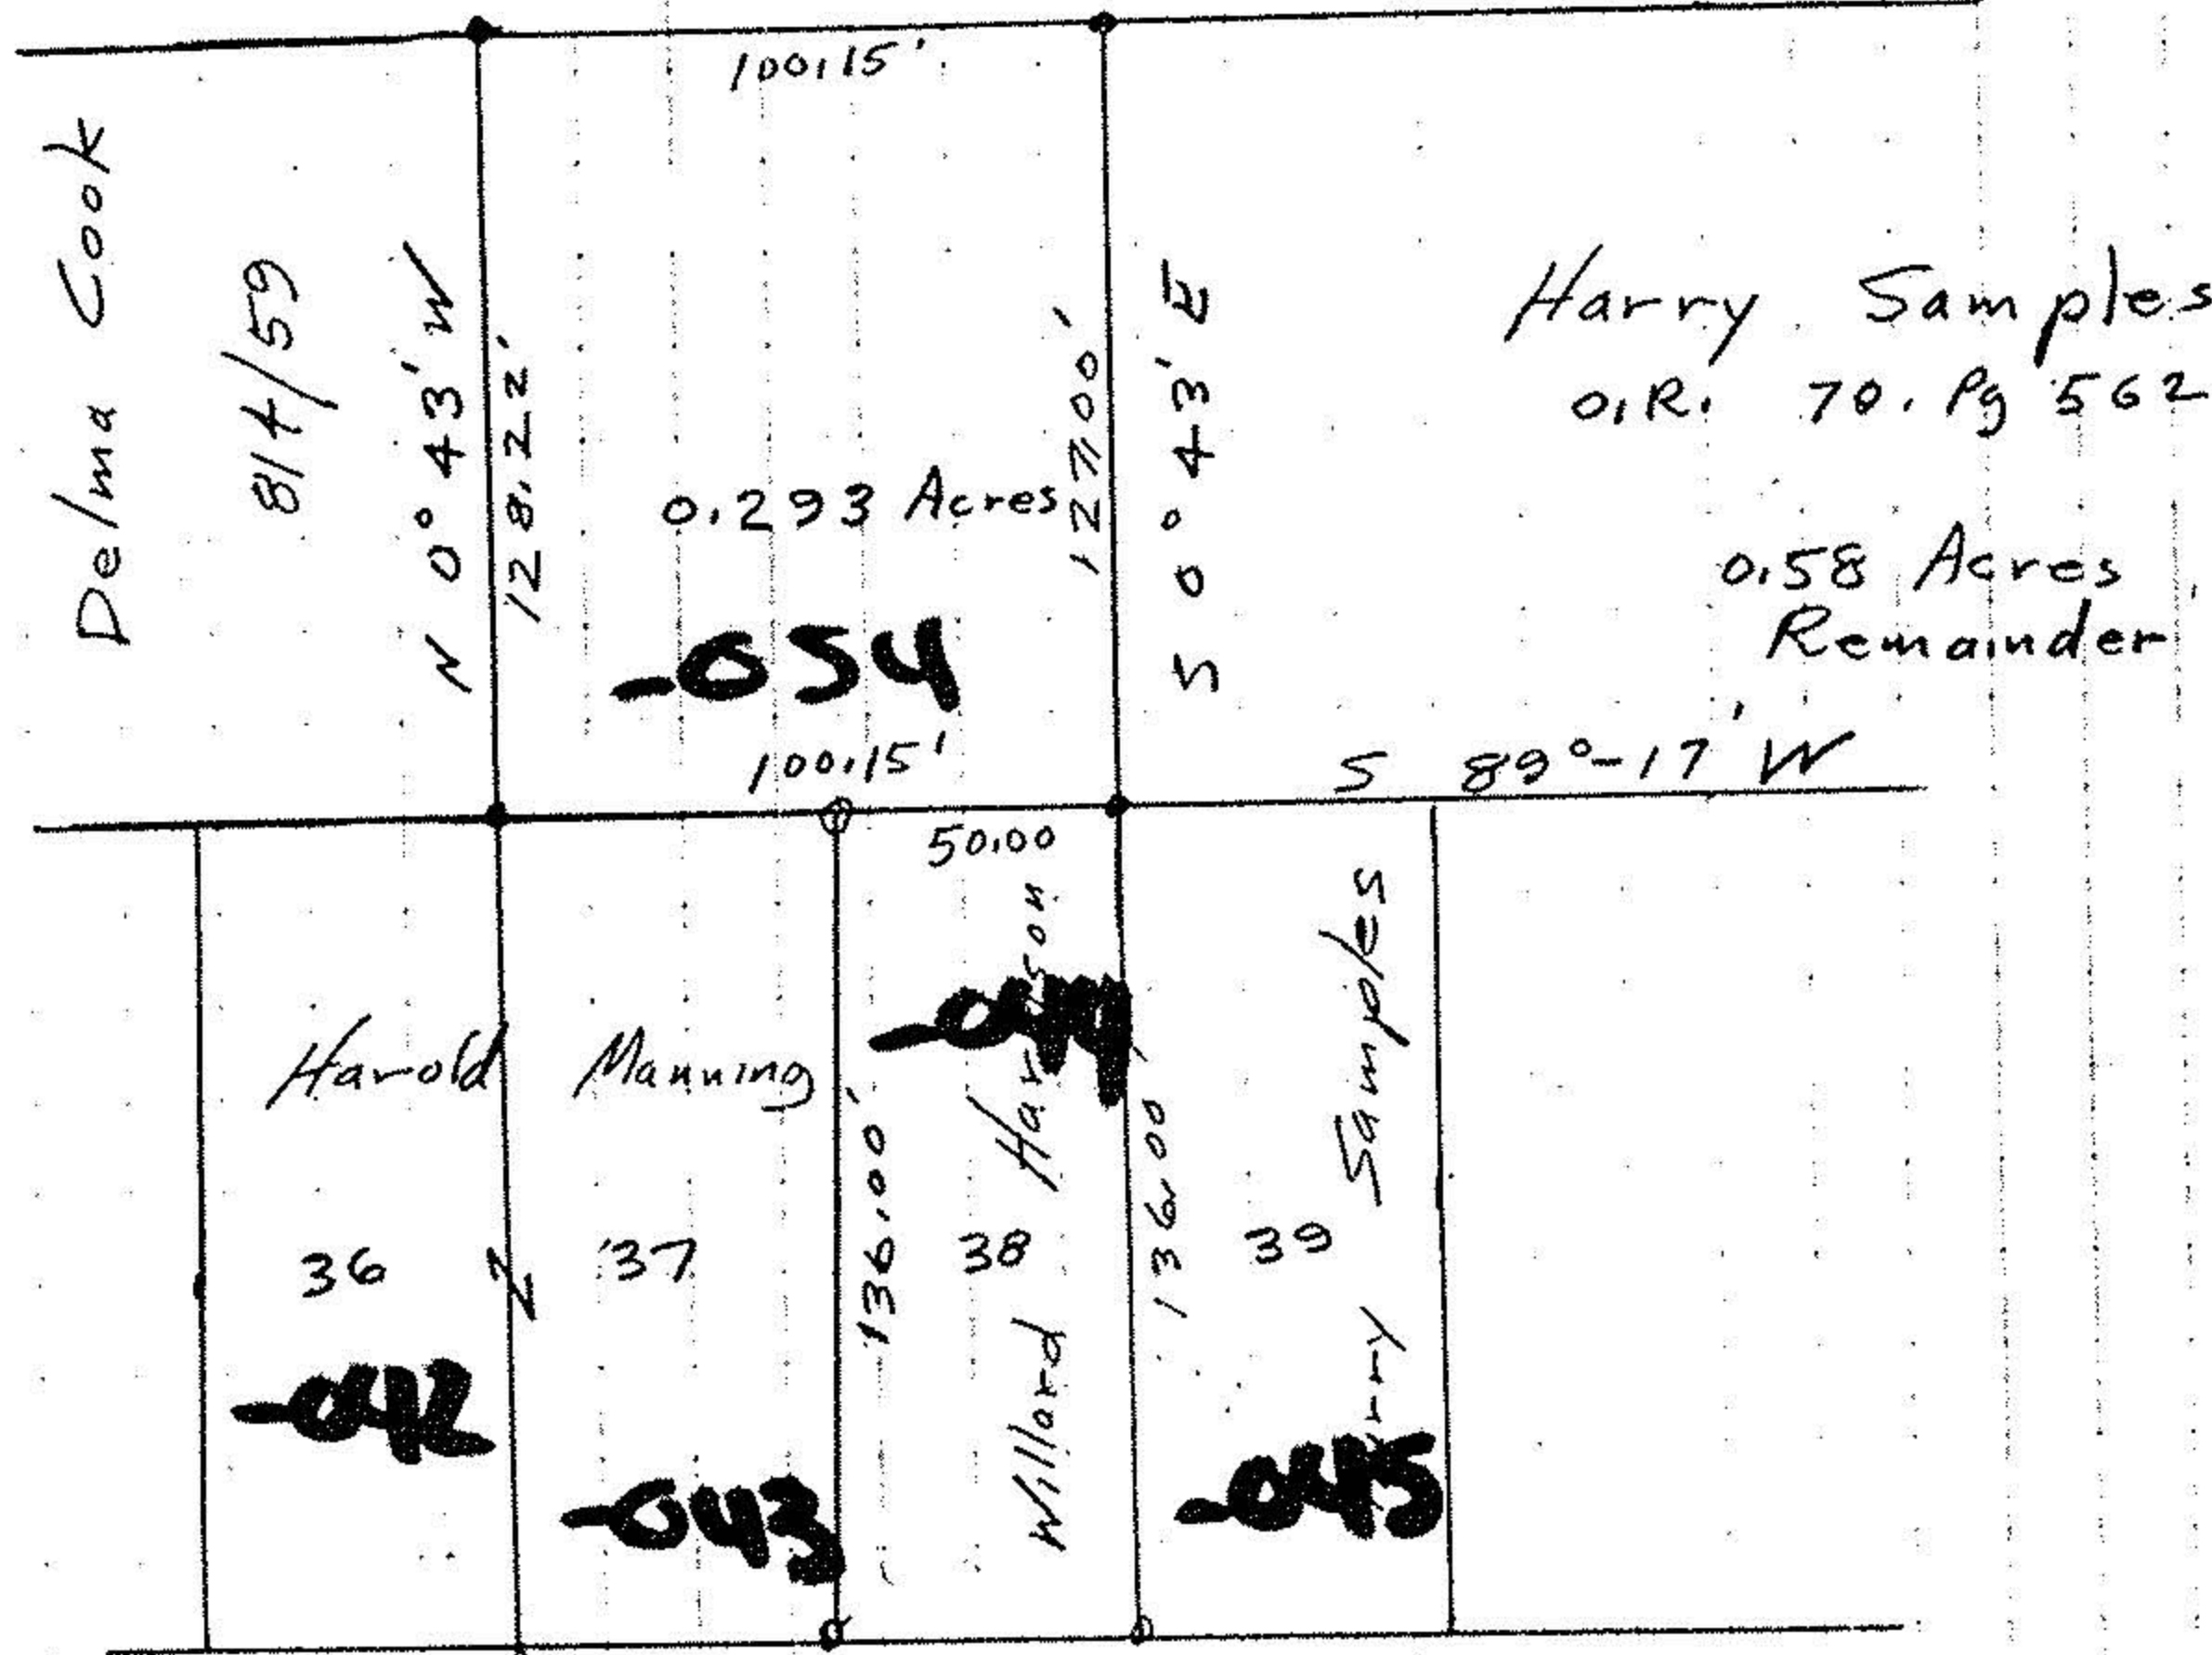 100.15'
Delma Cook
814/59
N 0° 43' W
128.22'
0.293 Acres
-054
127.00'
S 0° 43' E
Harry Samples
O.R. 70. Pg 562
0.58 Acres
Remainder
100.15'
S 89°-17' W
50.00
Harold Manning
36
-042
37
-043
136.00'
38
Willard
-044
136.00'
39
Samples
-045